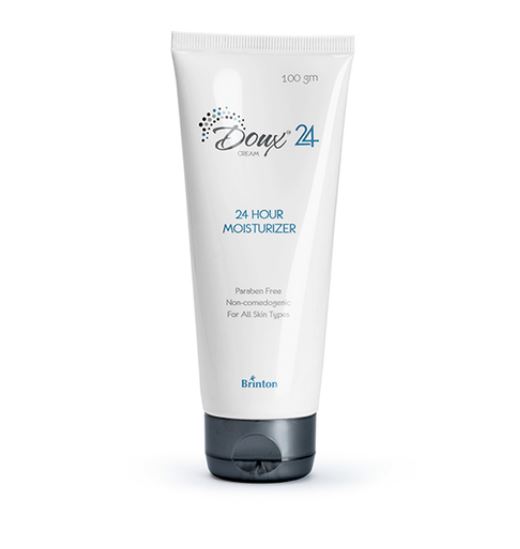 100 gm
Doux® 24
CREAM
24 HOUR
MOISTURIZER
Paraben Free
Non-comedogenic
For All Skin Types
Brinton